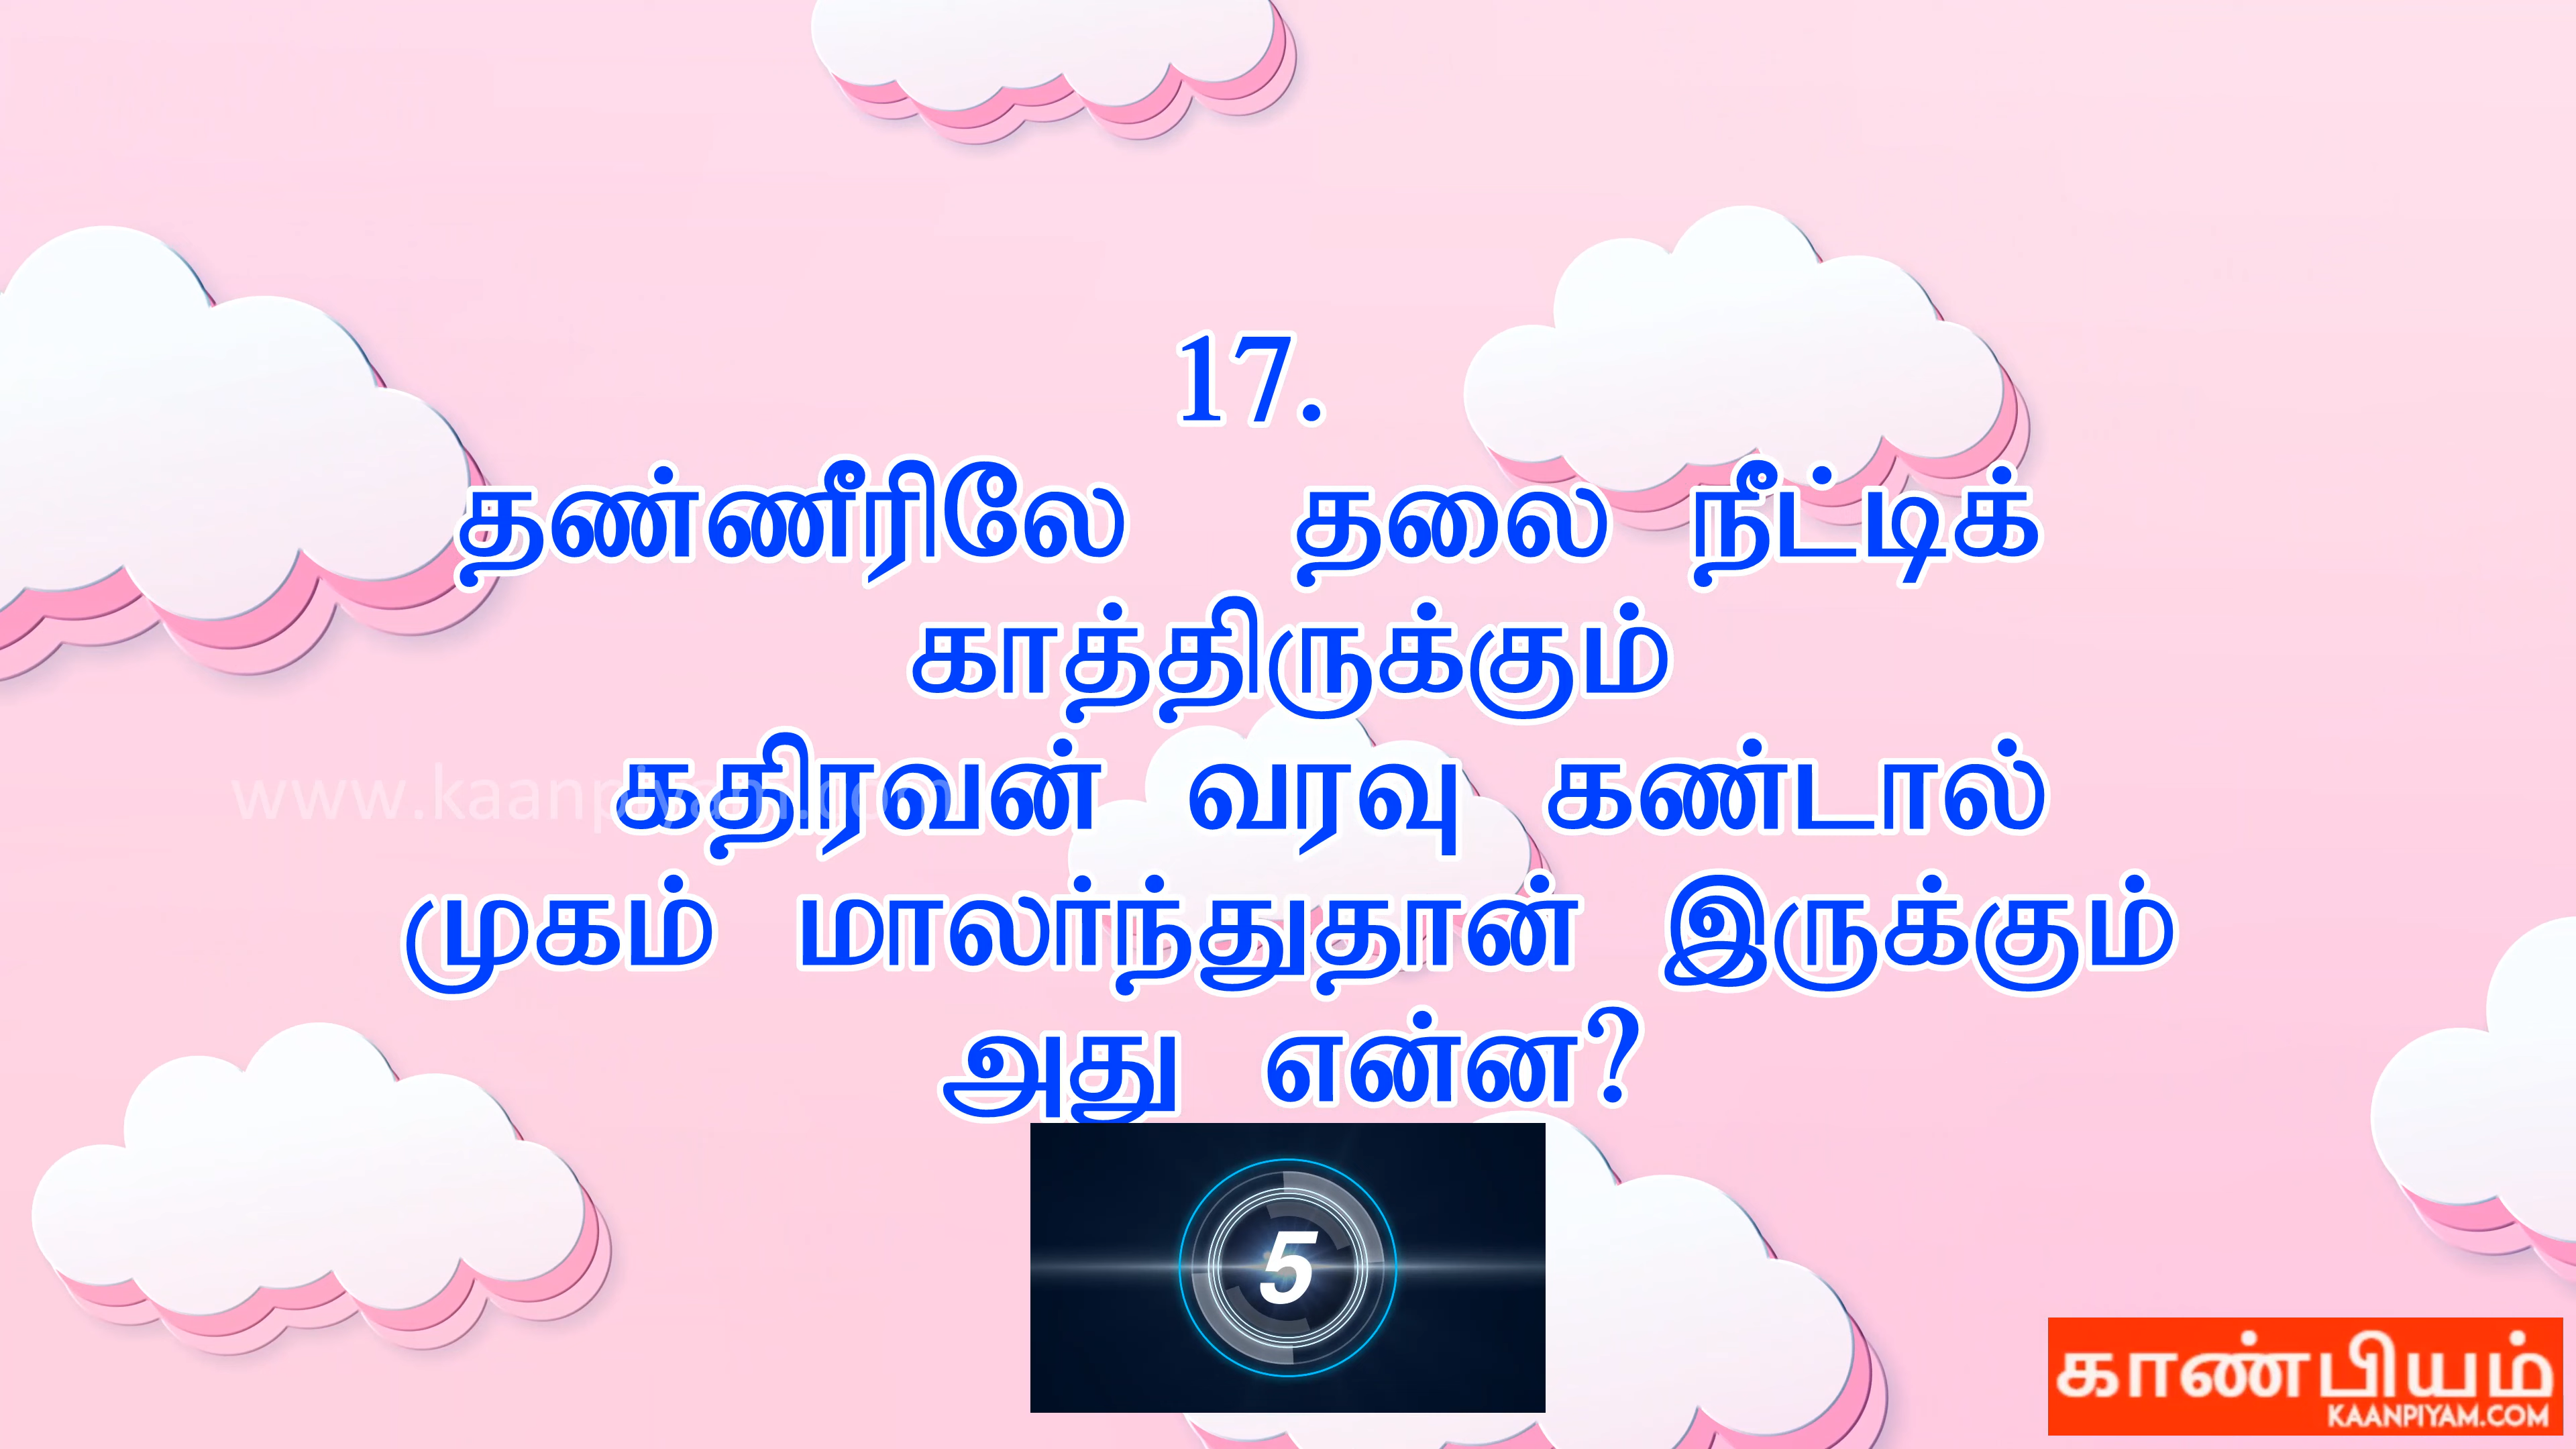 17.
தண்ணீரிலே தலை நீட்டிக்
காத்திருக்கும்
www.kaanpiyam.com
கதிரவன் வரவு கண்டால்
முகம் மாலர்ந்துதான் இருக்கும்
அது என்ன?
5
காண்பியம்
KAANPIYAM.COM